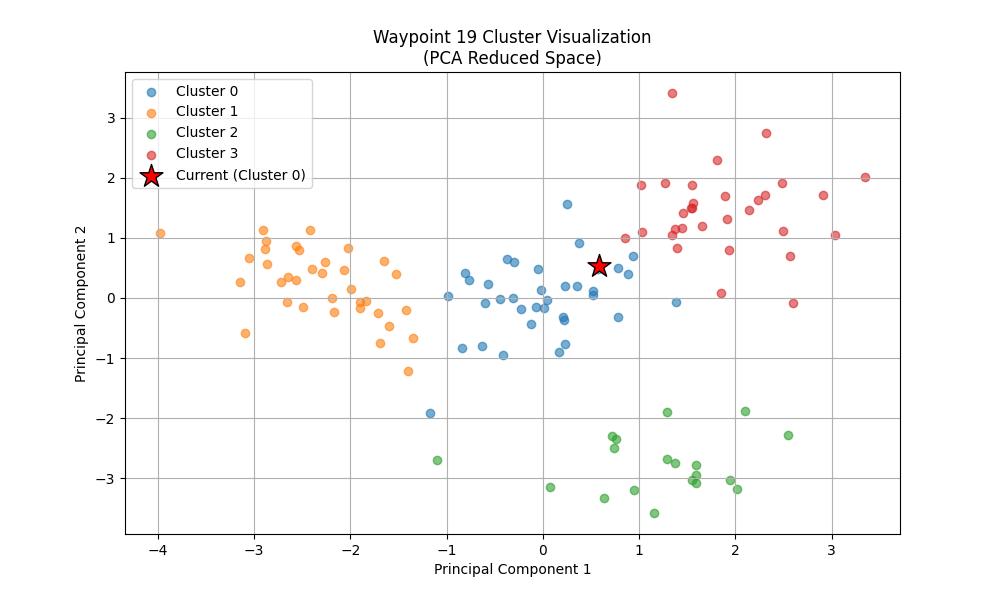 Waypoint 19 Cluster Visualization
(PCA Reduced Space)
Cluster 0
Cluster 1
Cluster 2
Cluster 3
Current (Cluster 0)
Principal Component 2
3
2
1
0
−1
−2
−3
−4
−3
−2
−1
0
1
2
3
Principal Component 1